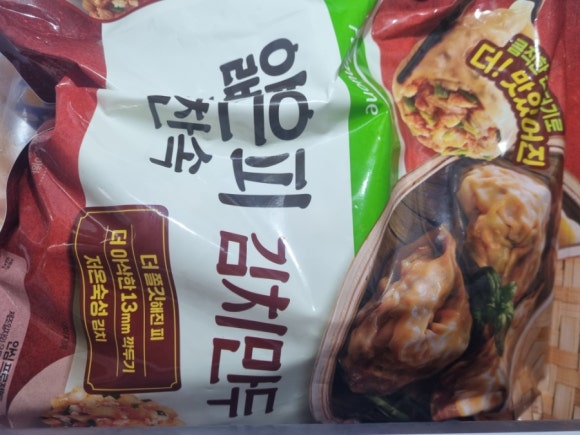 Pulmuone
얇은 피
꽉찬속
김치만두
더! 맛있어진
더 쫄깃해진 피
더 아삭한 13mm 깍두기
저온숙성 김치